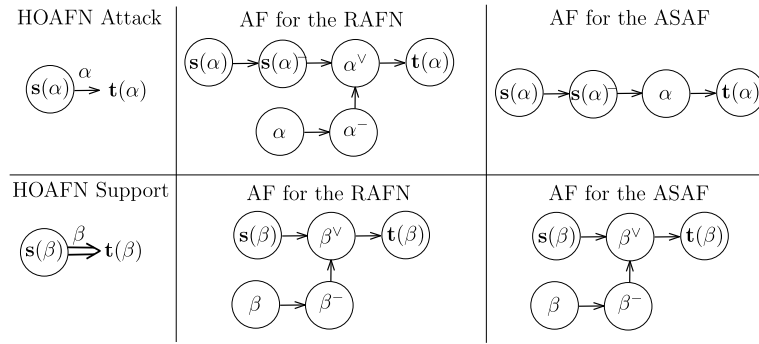 HOAFN Attack
AF for the RAFN
AF for the ASAF
s(α) α t(α)
s(α) s(α)⁻ α^∨ t(α)
α α⁻
s(α) s(α)⁻ α t(α)
HOAFN Support
AF for the RAFN
AF for the ASAF
s(β) β t(β)
s(β) β^∨ t(β)
β β⁻
s(β) β^∨ t(β)
β β⁻